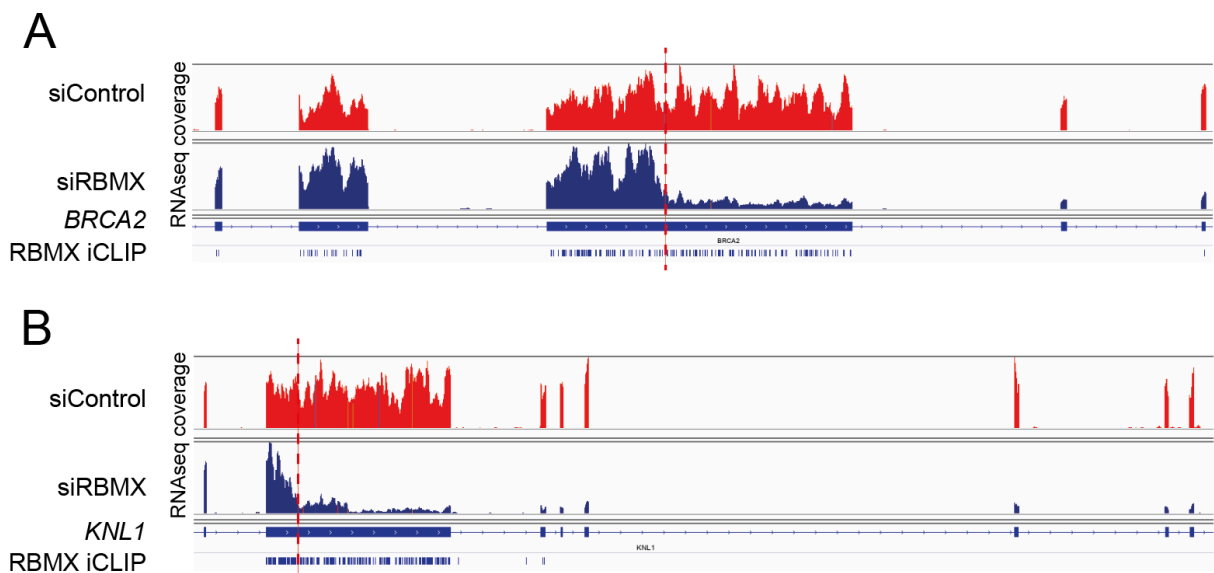 A
siControl
RNAseq coverage
siRBMX
BRCA2
BRCA2
RBMX iCLIP
B
siControl
RNAseq coverage
siRBMX
KNL1
KNL1
RBMX iCLIP